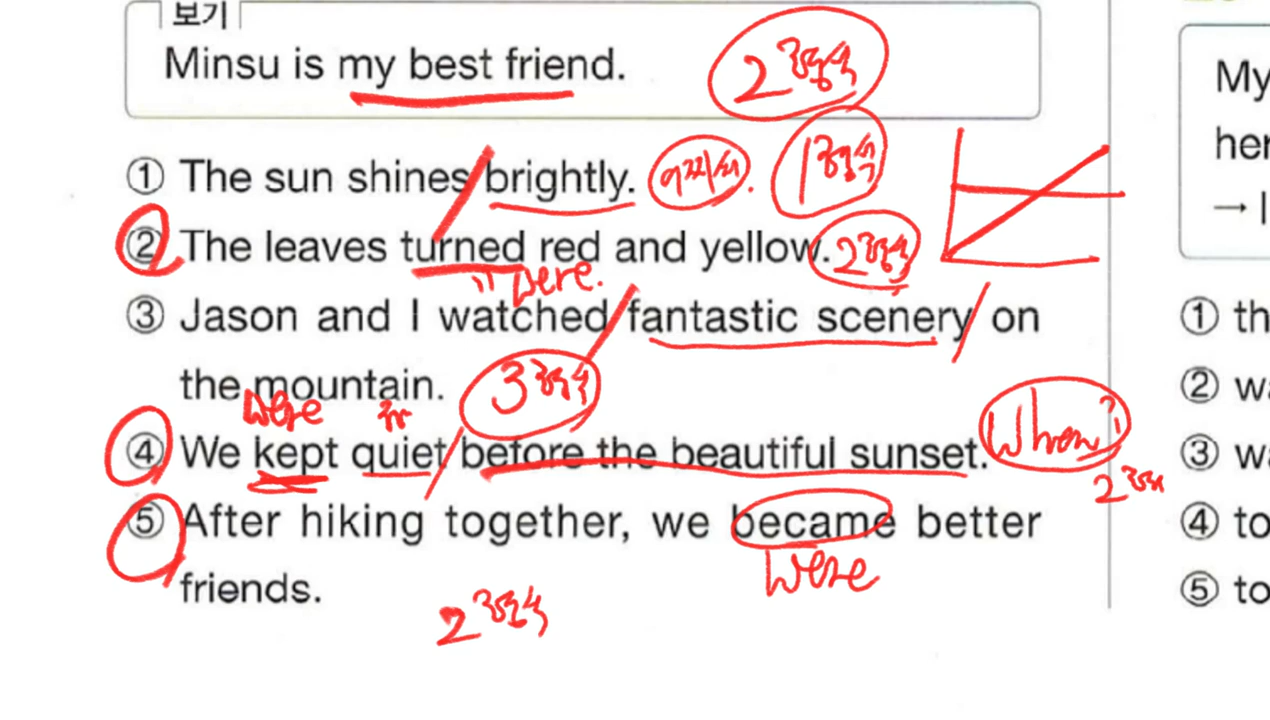 보기
Minsu is my best friend.
2형식
① The sun shines brightly.
1형식
② The leaves turned red and yellow.
2형식
were.
③ Jason and I watched fantastic scenery on
the mountain.
3형식
were
④ We kept quiet before the beautiful sunset.
When?
2형식
⑤ After hiking together, we became better
were
friends.
2형식
My
her
→ I
① th
② wa
③ wa
④ to
⑤ to